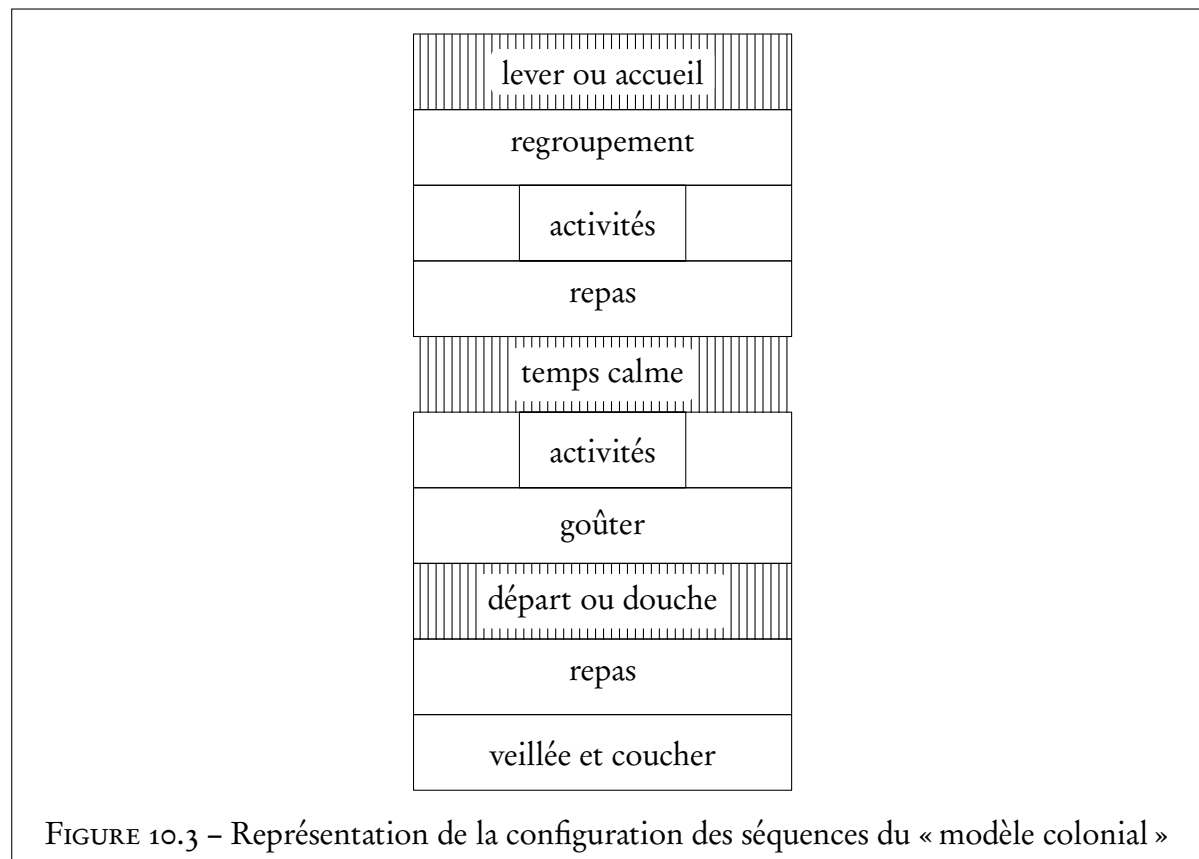 lever ou accueil
regroupement
activités
repas
temps calme
activités
goûter
départ ou douche
repas
veillée et coucher
FIGURE 10.3 – Représentation de la configuration des séquences du « modèle colonial »